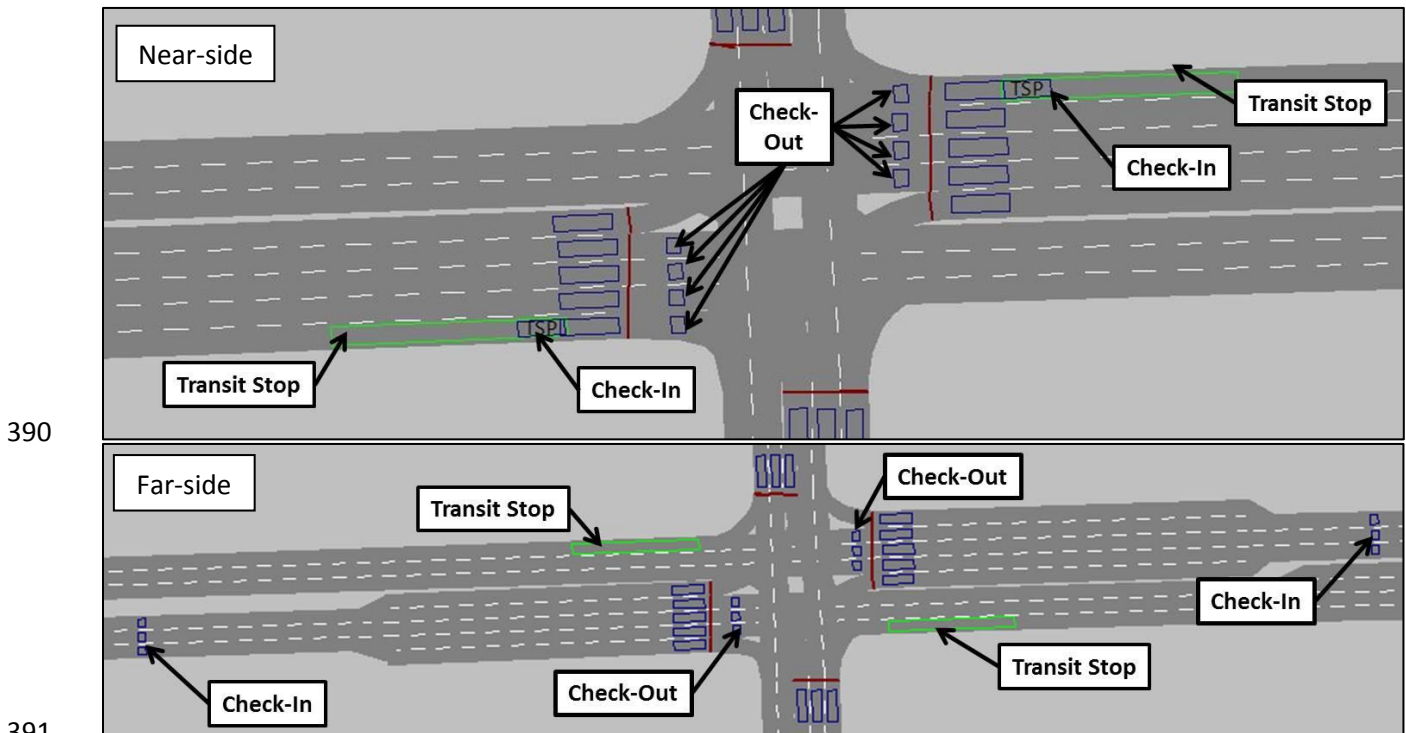 Near-side
Check-
Out
TSP
Transit Stop
Check-In
TSP
Transit Stop
Check-In
390
Far-side
Check-Out
Transit Stop
Check-In
Check-Out
Transit Stop
Check-In
391